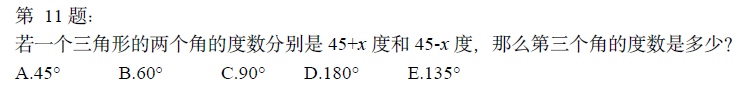 第 11 题:
若一个三角形的两个角的度数分别是 45+x 度和 45-x 度，那么第三个角的度数是多少?
A.45° B.60° C.90° D.180° E.135°